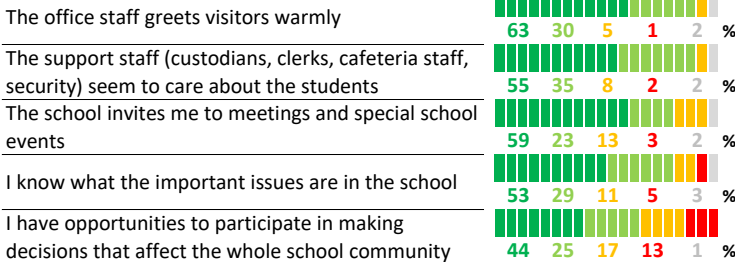 The office staff greets visitors warmly
63 30 5 1 2 %
The support staff (custodians, clerks, cafeteria staff,
security) seem to care about the students
55 35 8 2 2 %
The school invites me to meetings and special school
events
59 23 13 3 2 %
I know what the important issues are in the school
53 29 11 5 3 %
I have opportunities to participate in making
decisions that affect the whole school community
44 25 17 13 1 %